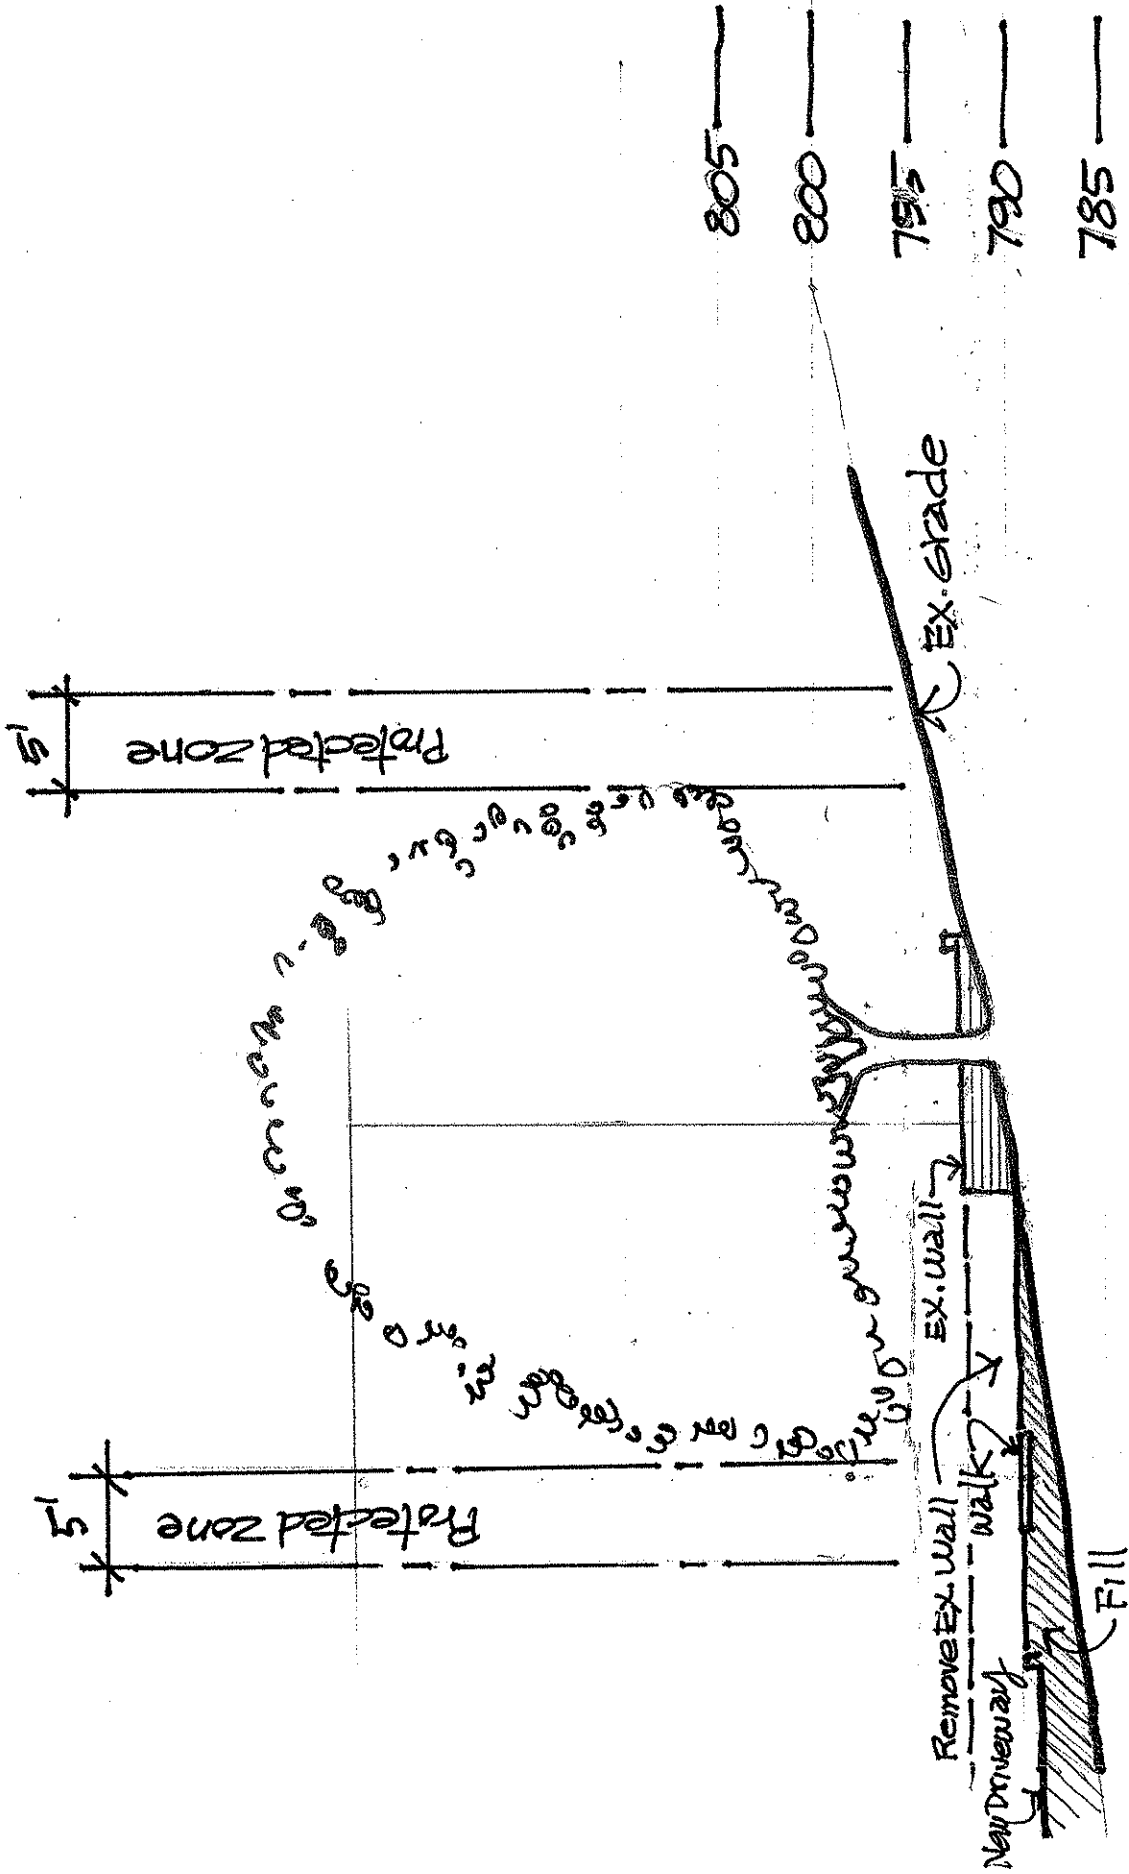 5'
Protected zone
5'
Protected zone
805
800
795
790
785
Ex. Grade
Ex. Wall
Remove Ex. Wall
Walk
New Driveway
Fill